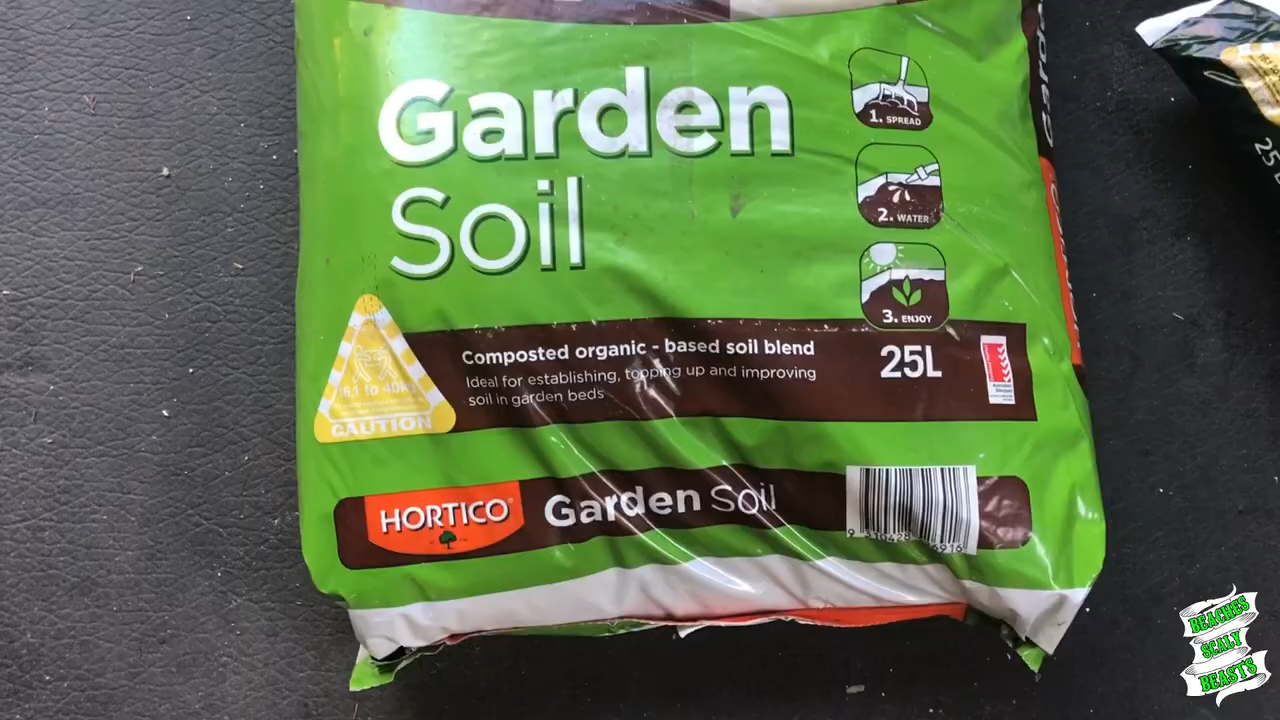 Garden
Soil
1. SPREAD
2. WATER
3. ENJOY
Composted organic - based soil blend
Ideal for establishing, topping up and improving
soil in garden beds
25L
CAUTION
HORTICO
Garden Soil
25
BEACHES
SCALY
BEASTS